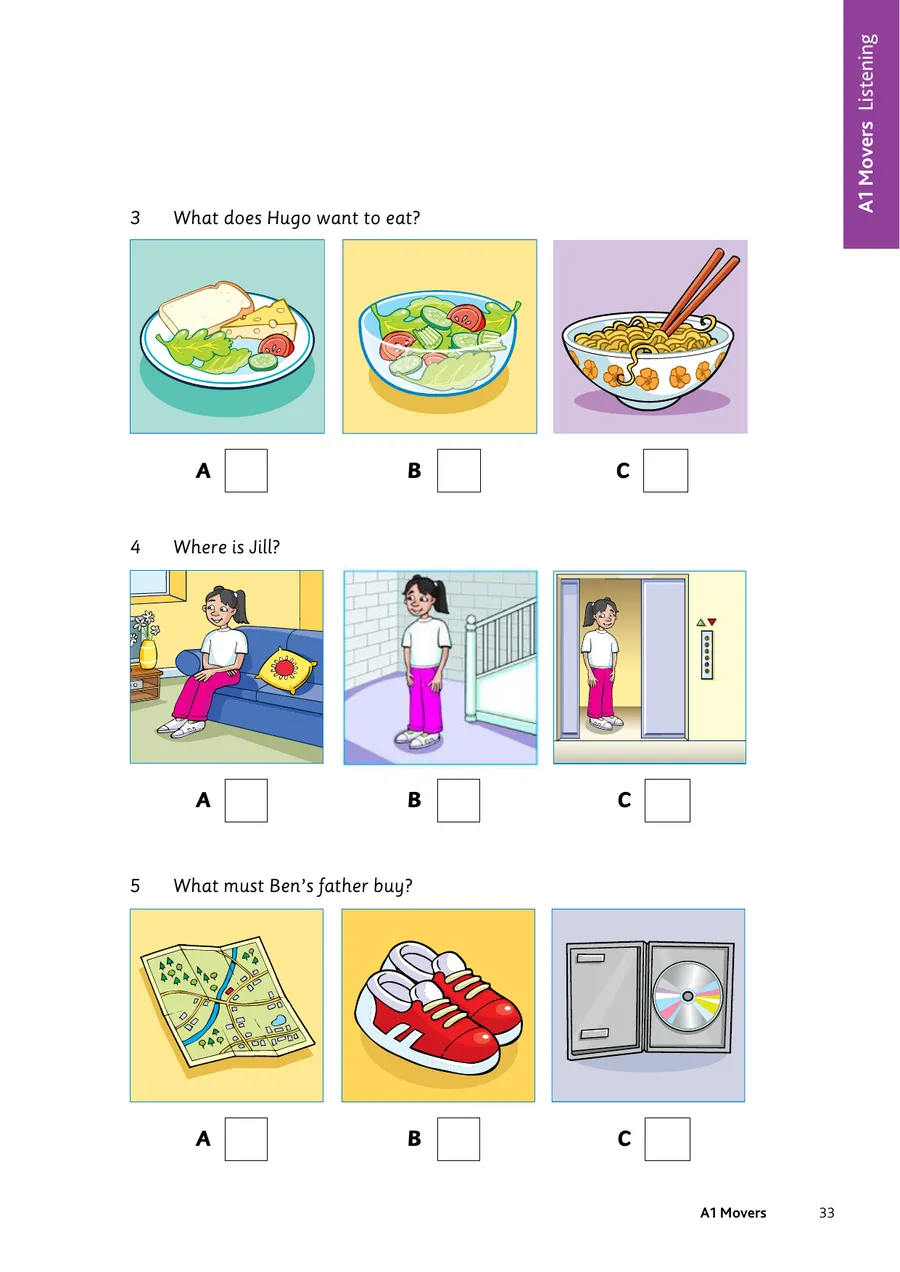 A1 Movers Listening
3 What does Hugo want to eat?
A
B
C
4 Where is Jill?
A
B
C
5 What must Ben's father buy?
A
B
C
A1 Movers 33